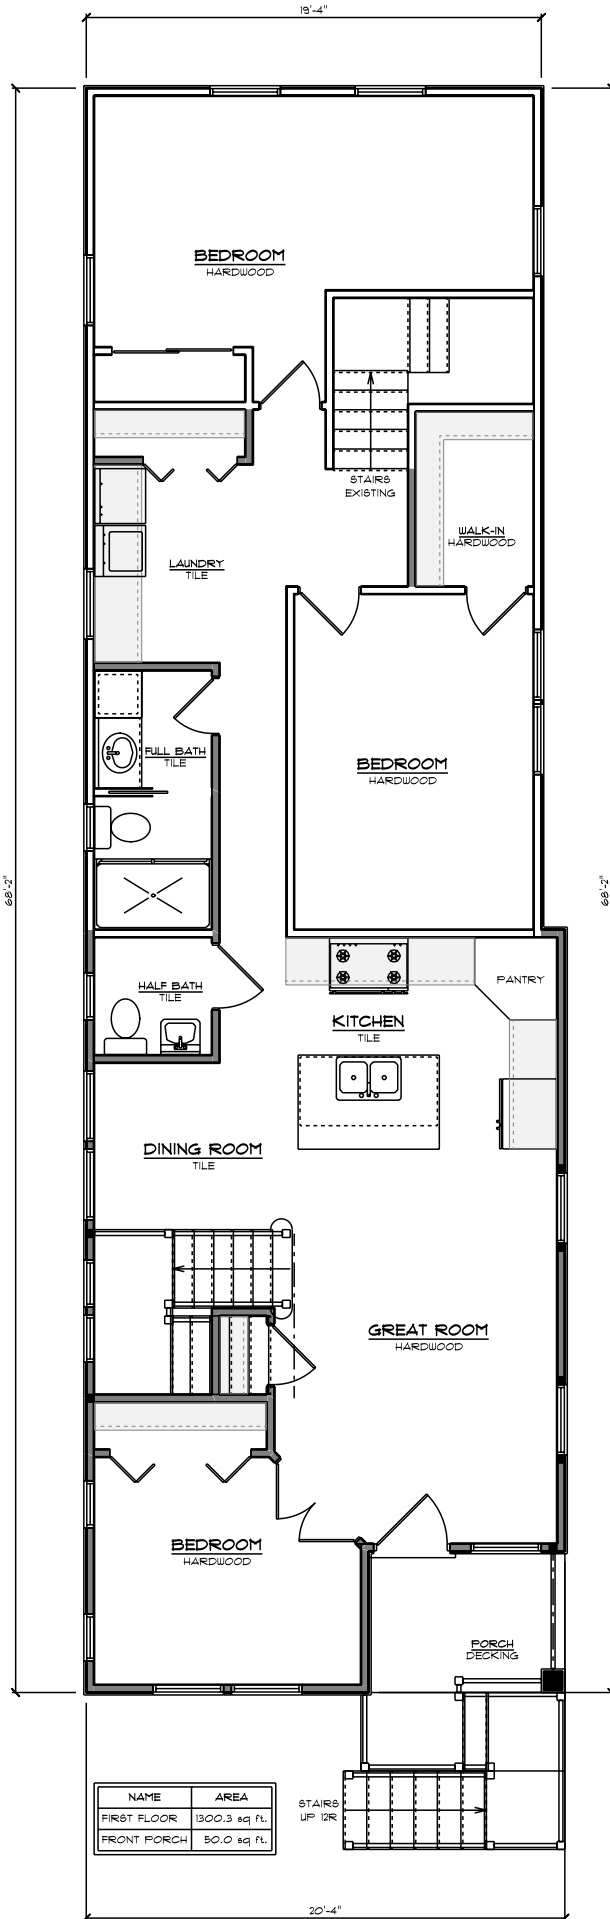 19'-4"
BEDROOM
HARDWOOD
STAIRS
EXISTING
WALK-IN
HARDWOOD
LAUNDRY
TILE
FULL BATH
TILE
BEDROOM
HARDWOOD
68'-2"
68'-2"
HALF BATH
TILE
PANTRY
KITCHEN
TILE
DINING ROOM
TILE
GREAT ROOM
HARDWOOD
BEDROOM
HARDWOOD
PORCH
DECKING
NAME AREA
FIRST FLOOR 1300.3 sq ft.
FRONT PORCH 50.0 sq ft.
STAIRS
UP 12R
20'-4"